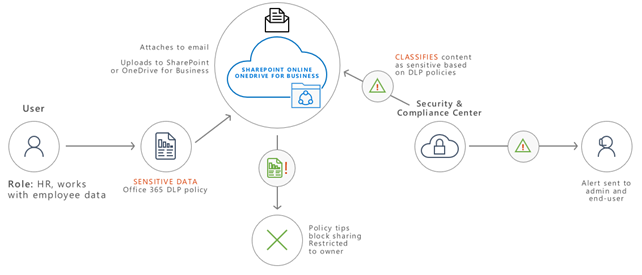 Attaches to email
Uploads to SharePoint
or OneDrive for Business
SHAREPOINT ONLINE
ONEDRIVE FOR BUSINESS
CLASSIFIES content
as sensitive based
on DLP policies
User
Security &
Compliance Center
Role: HR, works
with employee data
SENSITIVE DATA
Office 365 DLP policy
!
Alert sent to
admin and
end-user
Policy tips
block sharing
Restricted
to owner